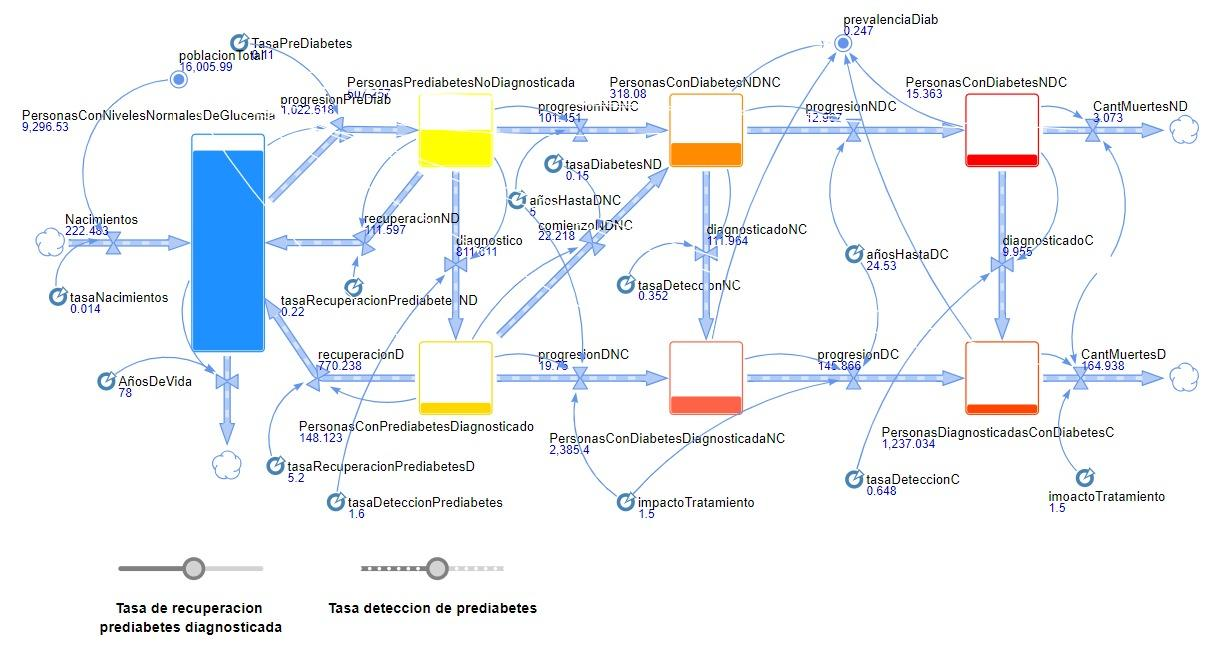 prevalenciaDiab
0.247
TasaPreDiabetes
0.11
poblacionTotal
16,005.99
PersonasPrediabetesNoDiagnosticada
PersonasConDiabetesNDNC
318.08
PersonasConDiabetesNDC
15.363
progresionPreDiab
1,022.618
progresionNDNC
101.451
progresionNDC
CantMuertesND
3.073
PersonasConNivelesNormalesDeGlucemia
9,296.53
tasaDiabetesND
0.15
añosHastaDNC
5
Nacimientos
222.483
recuperacionND
111.597
comienzoNDNC
22.218
diagnostico
diagnosticadoNC
111.964
diagnosticadoC
9.955
añosHastaDC
24.53
tasaNacimientos
0.014
tasaRecuperacionPrediabetesND
0.22
tasaDeteccionNC
0.352
recuperacionD
770.238
progresionDNC
19.75
progresionDC
145.866
CantMuertesD
164.938
AñosDeVida
78
PersonasConPrediabetesDiagnosticado
148.123
PersonasConDiabetesDiagnosticadaNC
2,385.4
PersonasDiagnosticadasConDiabetesC
1,237.034
tasaRecuperacionPrediabetesD
5.2
tasaDeteccionPrediabetes
1.6
impactoTratamiento
1.5
tasaDeteccionC
0.648
imoactoTratamiento
1.5
Tasa de recuperacion
prediabetes diagnosticada
Tasa deteccion de prediabetes